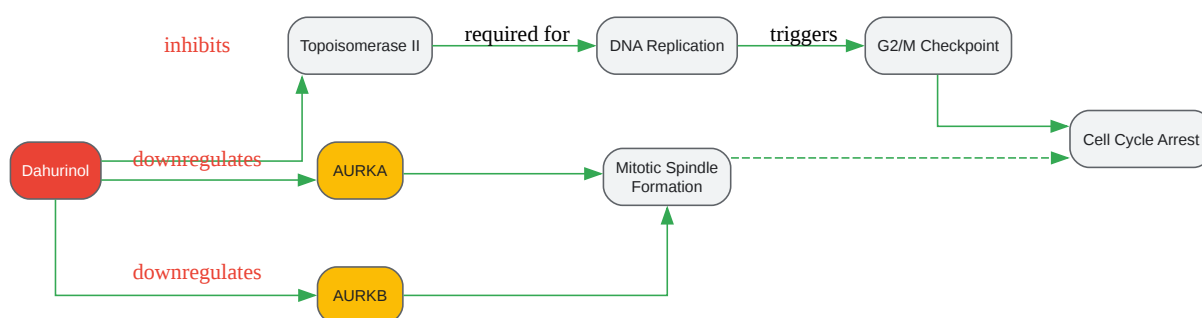 inhibits
Topoisomerase II
required for
DNA Replication
triggers
G2/M Checkpoint
Dahurinol
downregulates
AURKA
Mitotic Spindle
Formation
Cell Cycle Arrest
downregulates
AURKB